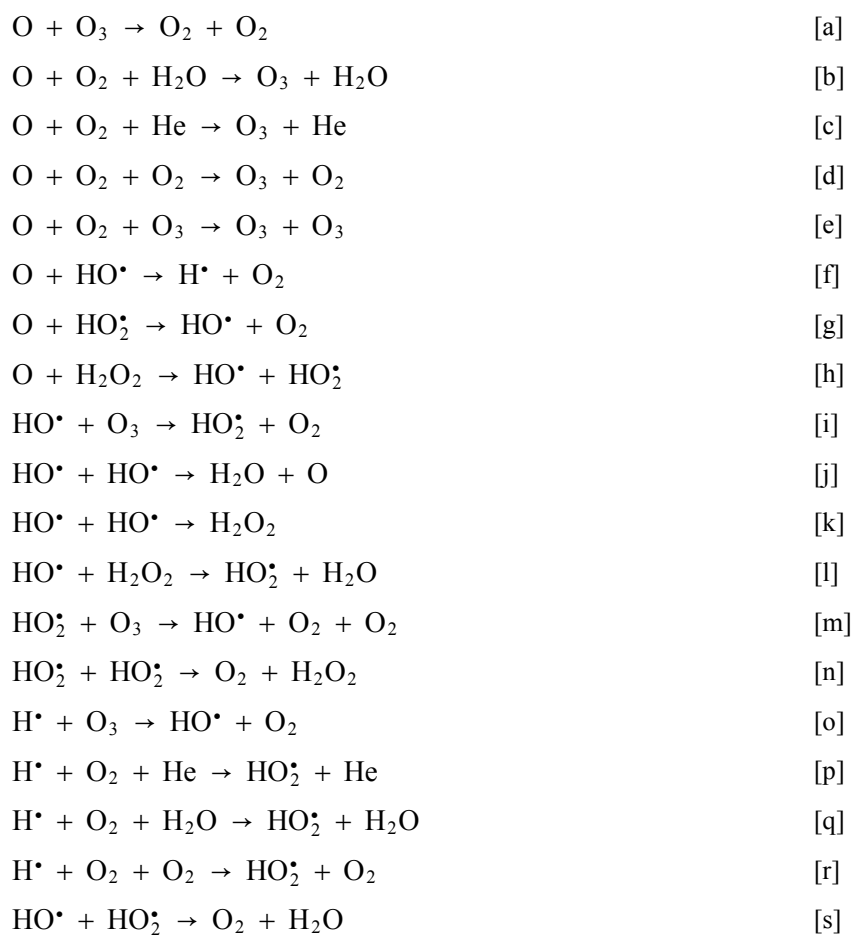 O + O₃ → O₂ + O₂ [a]
O + O₂ + H₂O → O₃ + H₂O [b]
O + O₂ + He → O₃ + He [c]
O + O₂ + O₂ → O₃ + O₂ [d]
O + O₂ + O₃ → O₃ + O₃ [e]
O + HO• → H• + O₂ [f]
O + HO₂• → HO• + O₂ [g]
O + H₂O₂ → HO• + HO₂• [h]
HO• + O₃ → HO₂• + O₂ [i]
HO• + HO• → H₂O + O [j]
HO• + HO• → H₂O₂ [k]
HO• + H₂O₂ → HO₂• + H₂O [l]
HO₂• + O₃ → HO• + O₂ + O₂ [m]
HO₂• + HO₂• → O₂ + H₂O₂ [n]
H• + O₃ → HO• + O₂ [o]
H• + O₂ + He → HO₂• + He [p]
H• + O₂ + H₂O → HO₂• + H₂O [q]
H• + O₂ + O₂ → HO₂• + O₂ [r]
HO• + HO₂• → O₂ + H₂O [s]